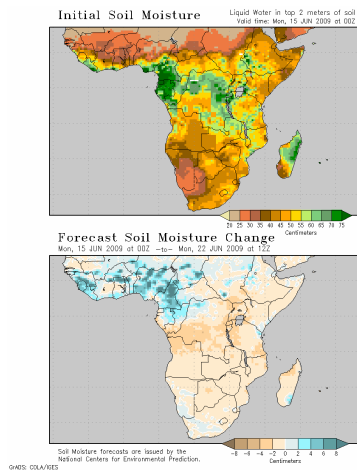 Initial Soil Moisture
Liquid Water in top 2 meters of soil
Valid time: Mon, 15 JUN 2009 at 00Z
20 25 30 35 40 45 50 55 60 65 70 75
Centimeters
Forecast Soil Moisture Change
Mon, 15 JUN 2009 at 00Z -to- Mon, 22 JUN 2009 at 12Z
Soil Moisture forecasts are issued by the
National Centers for Environmental Prediction.
-8 -6 -4 -2 0 2 4 6 8
Centimeters
GrADS: COLA/IGES